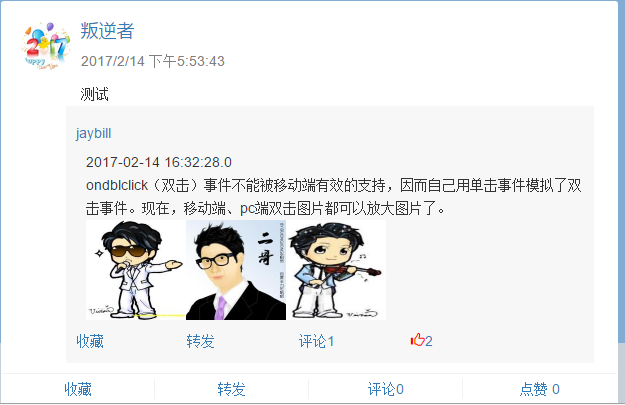 叛逆者
2017
HAPPY
2017/2/14 下午5:53:43
测试
jaybill
2017-02-14 16:32:28.0
ondblclick（双击）事件不能被移动端有效的支持，因而自己用单击事件模拟了双
击事件。现在，移动端、pc端双击图片都可以放大图片了。
二哥
收藏 转发 评论1 2
收藏 转发 评论0 点赞 0